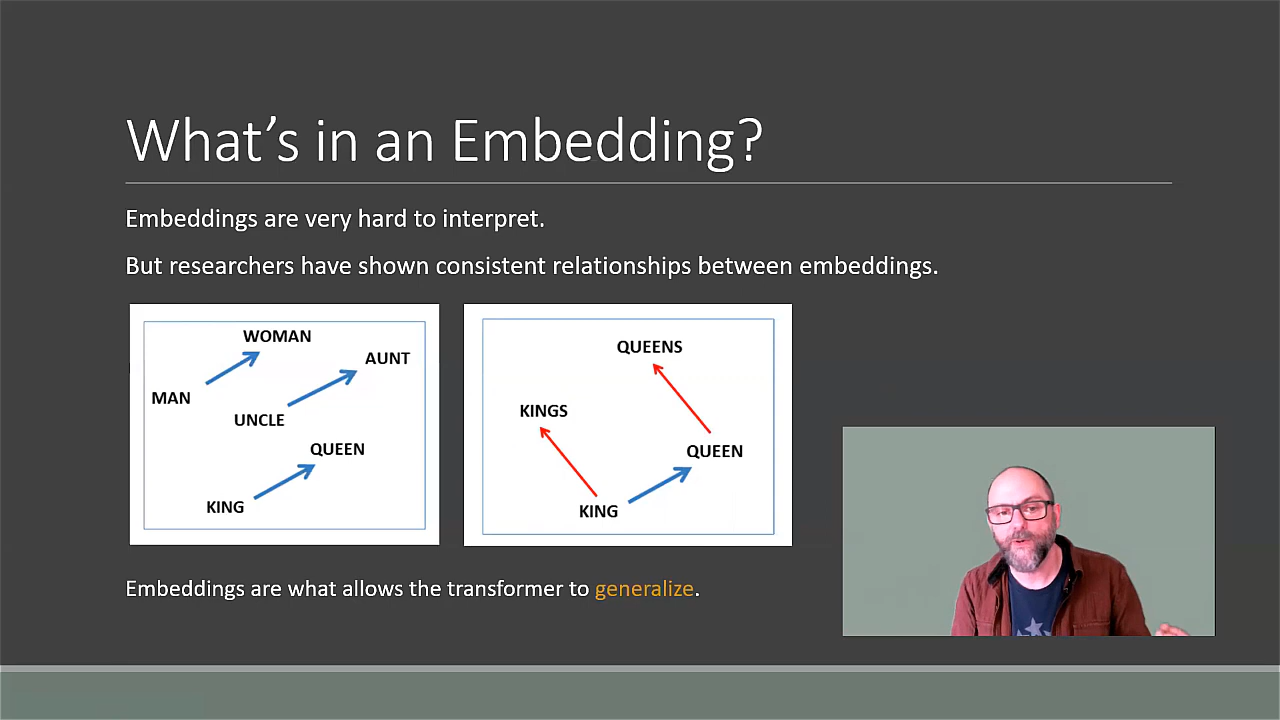 What's in an Embedding?
Embeddings are very hard to interpret.
But researchers have shown consistent relationships between embeddings.
WOMAN
AUNT
MAN
UNCLE
QUEEN
KING
QUEENS
KINGS
QUEEN
KING
Embeddings are what allows the transformer to generalize.